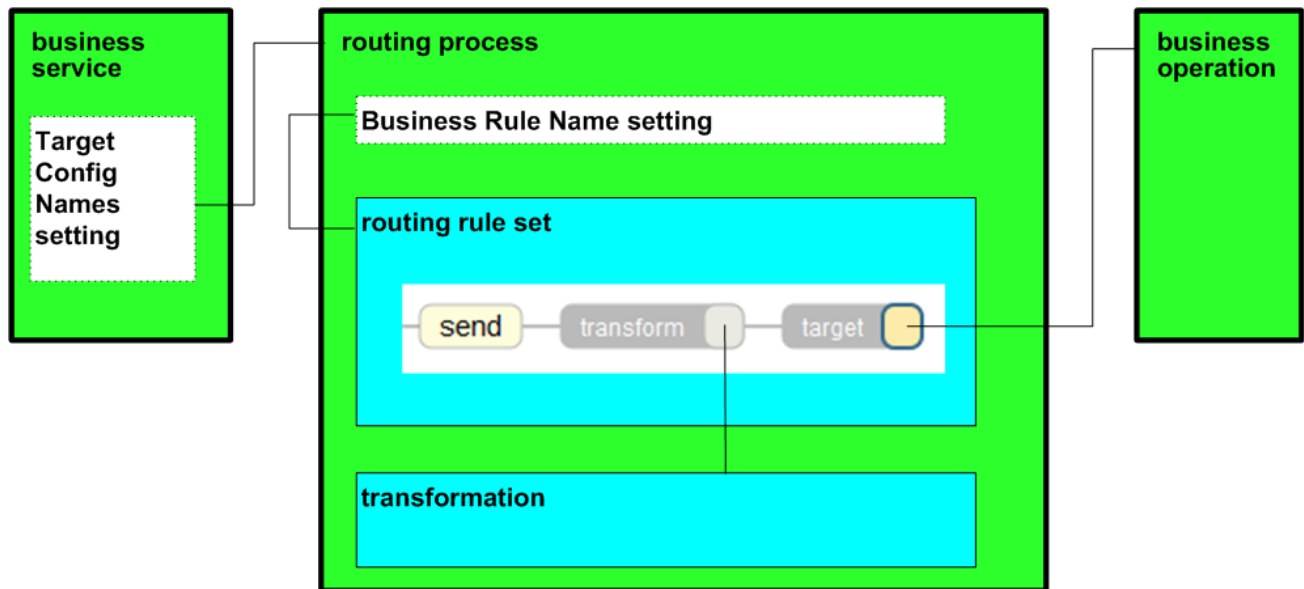 business
service
Target
Config
Names
setting
routing process
Business Rule Name setting
routing rule set
send
transform
target
transformation
business
operation